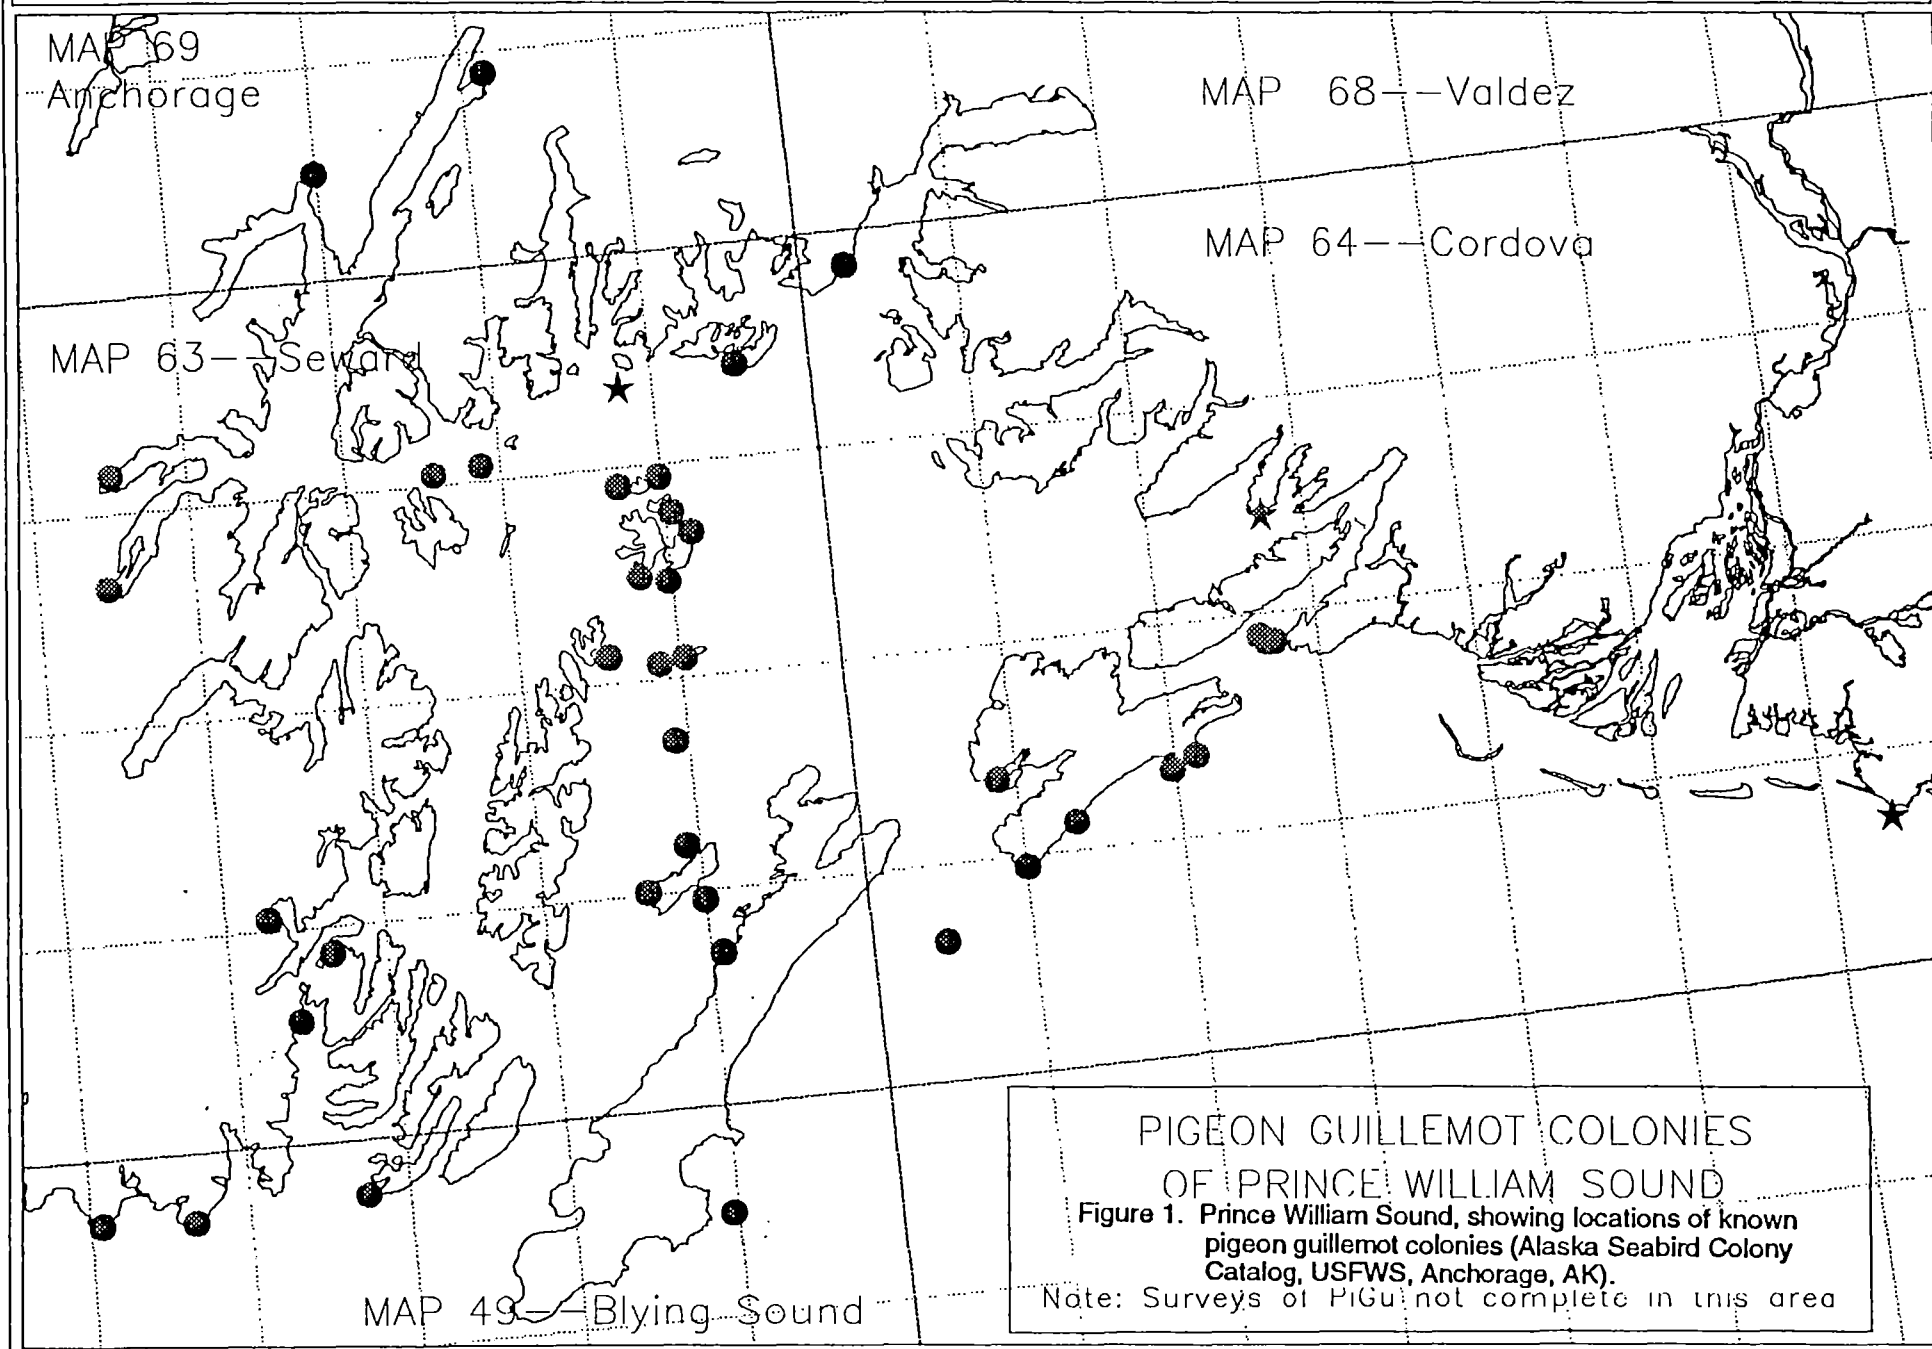 MAP 69
Anchorage
MAP 68--Valdez
MAP 64--Cordova
MAP 63--Seward
PIGEON GUILLEMOT COLONIES
OF PRINCE WILLIAM SOUND
Figure 1. Prince William Sound, showing locations of known
pigeon guillemot colonies (Alaska Seabird Colony
Catalog, USFWS, Anchorage, AK).
Note: Surveys of PiGu not complete in this area
MAP 49--Blying Sound